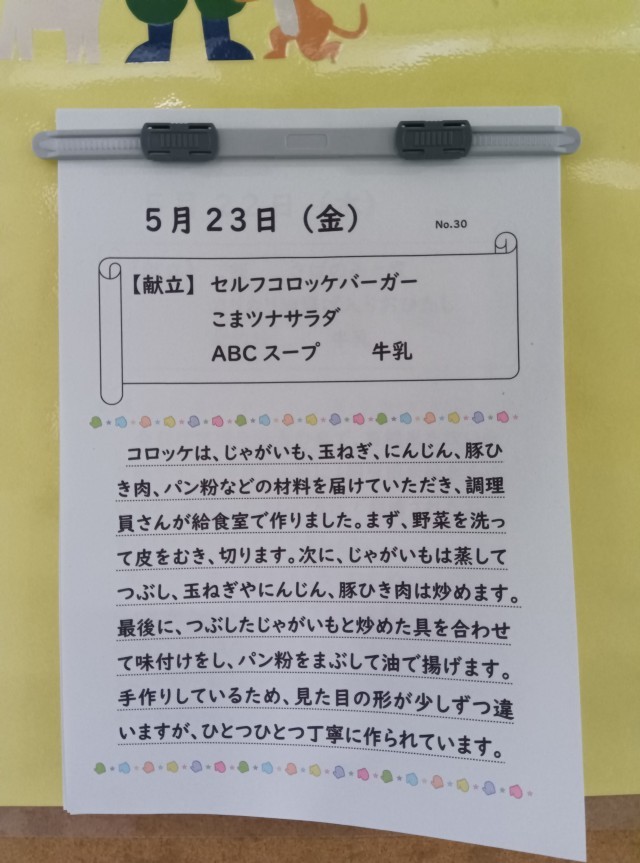 5月23日（金）
No.30
【献立】 セルフコロッケバーガー
こまツナサラダ
ABCスープ 牛乳
コロッケは、じゃがいも、玉ねぎ、にんじん、豚ひ
き肉、パン粉などの材料を届けていただき、調理
員さんが給食室で作りました。まず、野菜を洗っ
て皮をむき、切ります。次に、じゃがいもは蒸して
つぶし、玉ねぎやにんじん、豚ひき肉は炒めます。
最後に、つぶしたじゃがいもと炒めた具を合わせ
て味付けをし、パン粉をまぶして油で揚げます。
手作りしているため、見た目の形が少しずつ違
いますが、ひとつひとつ丁寧に作られています。